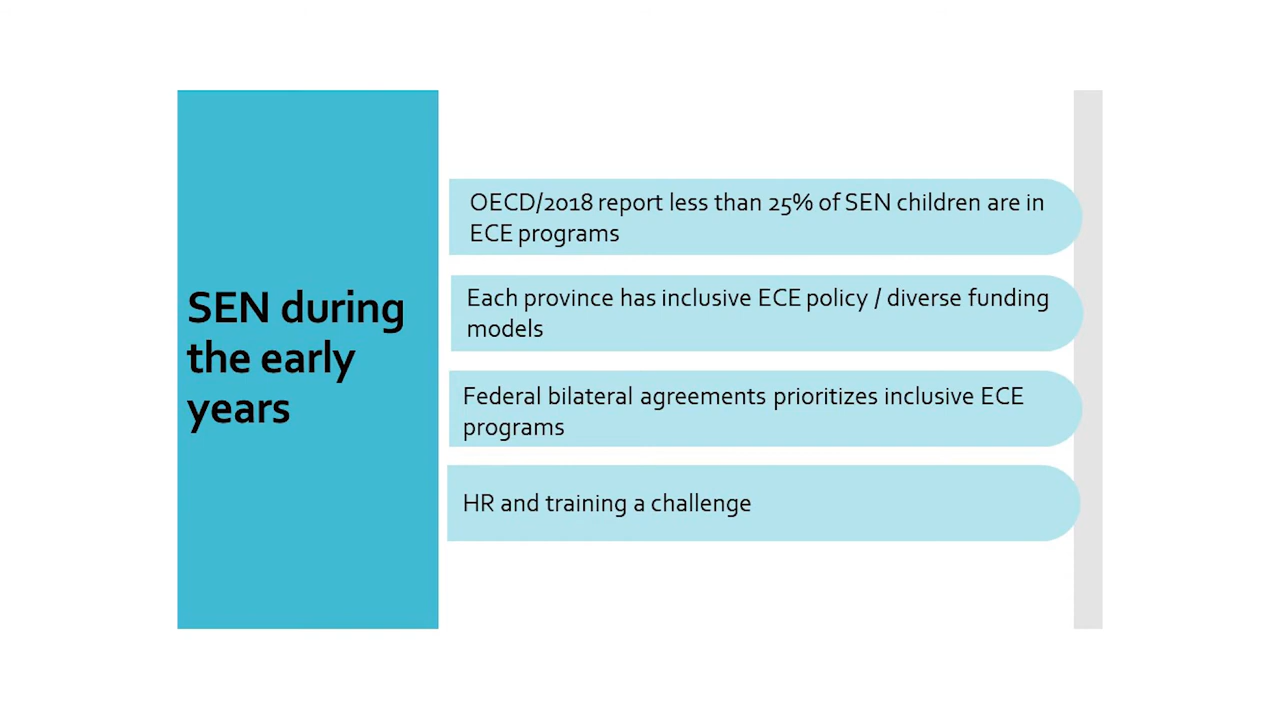 SEN during
the early
years
OECD/2018 report less than 25% of SEN children are in
ECE programs
Each province has inclusive ECE policy / diverse funding
models
Federal bilateral agreements prioritizes inclusive ECE
programs
HR and training a challenge